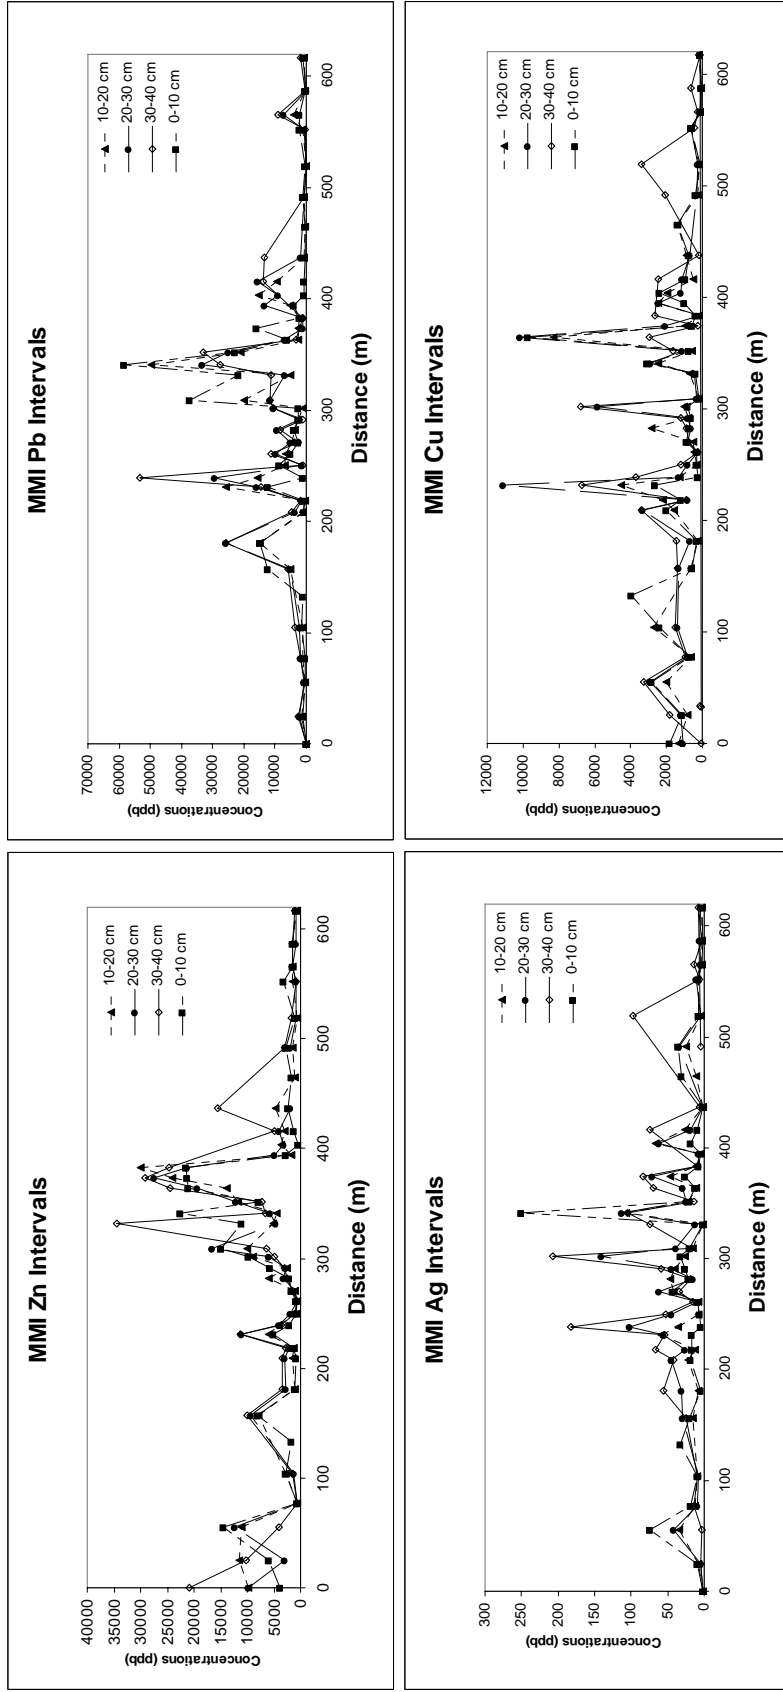 MMI Zn Intervals
40000
35000
30000
25000
20000
15000
10000
5000
0
Concentrations (ppb)
0
100
200
300
400
500
600
Distance (m)
10-20 cm
20-30 cm
30-40 cm
0-10 cm
MMI Pb Intervals
70000
60000
50000
40000
30000
20000
10000
0
Concentrations (ppb)
0
100
200
300
400
500
600
Distance (m)
10-20 cm
20-30 cm
30-40 cm
0-10 cm
MMI Ag Intervals
300
250
200
150
100
50
0
Concentrations (ppb)
0
100
200
300
400
500
600
Distance (m)
10-20 cm
20-30 cm
30-40 cm
0-10 cm
MMI Cu Intervals
12000
10000
8000
6000
4000
2000
0
Concentrations (ppb)
0
100
200
300
400
500
600
Distance (m)
10-20 cm
20-30 cm
30-40 cm
0-10 cm